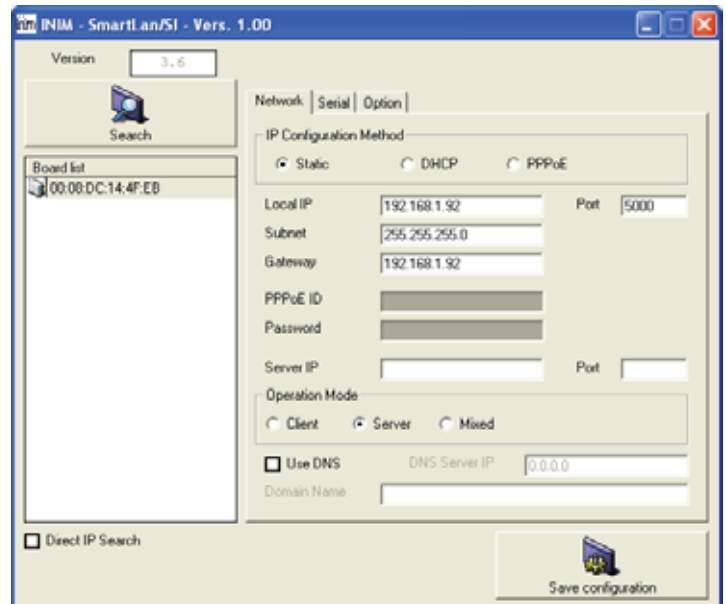 INIM - SmartLan/SI - Vers. 1.00
Version 3.6
Search
Board list
00:08:DC:14:4F:EB
Direct IP Search
Network Serial Option
IP Configuration Method
Static DHCP PPPoE
Local IP 192.168.1.92 Port 5000
Subnet 255.255.255.0
Gateway 192.168.1.92
PPPoE ID
Password
Server IP Port
Operation Mode
Client Server Mixed
Use DNS DNS Server IP 0.0.0.0
Domain Name
Save configuration